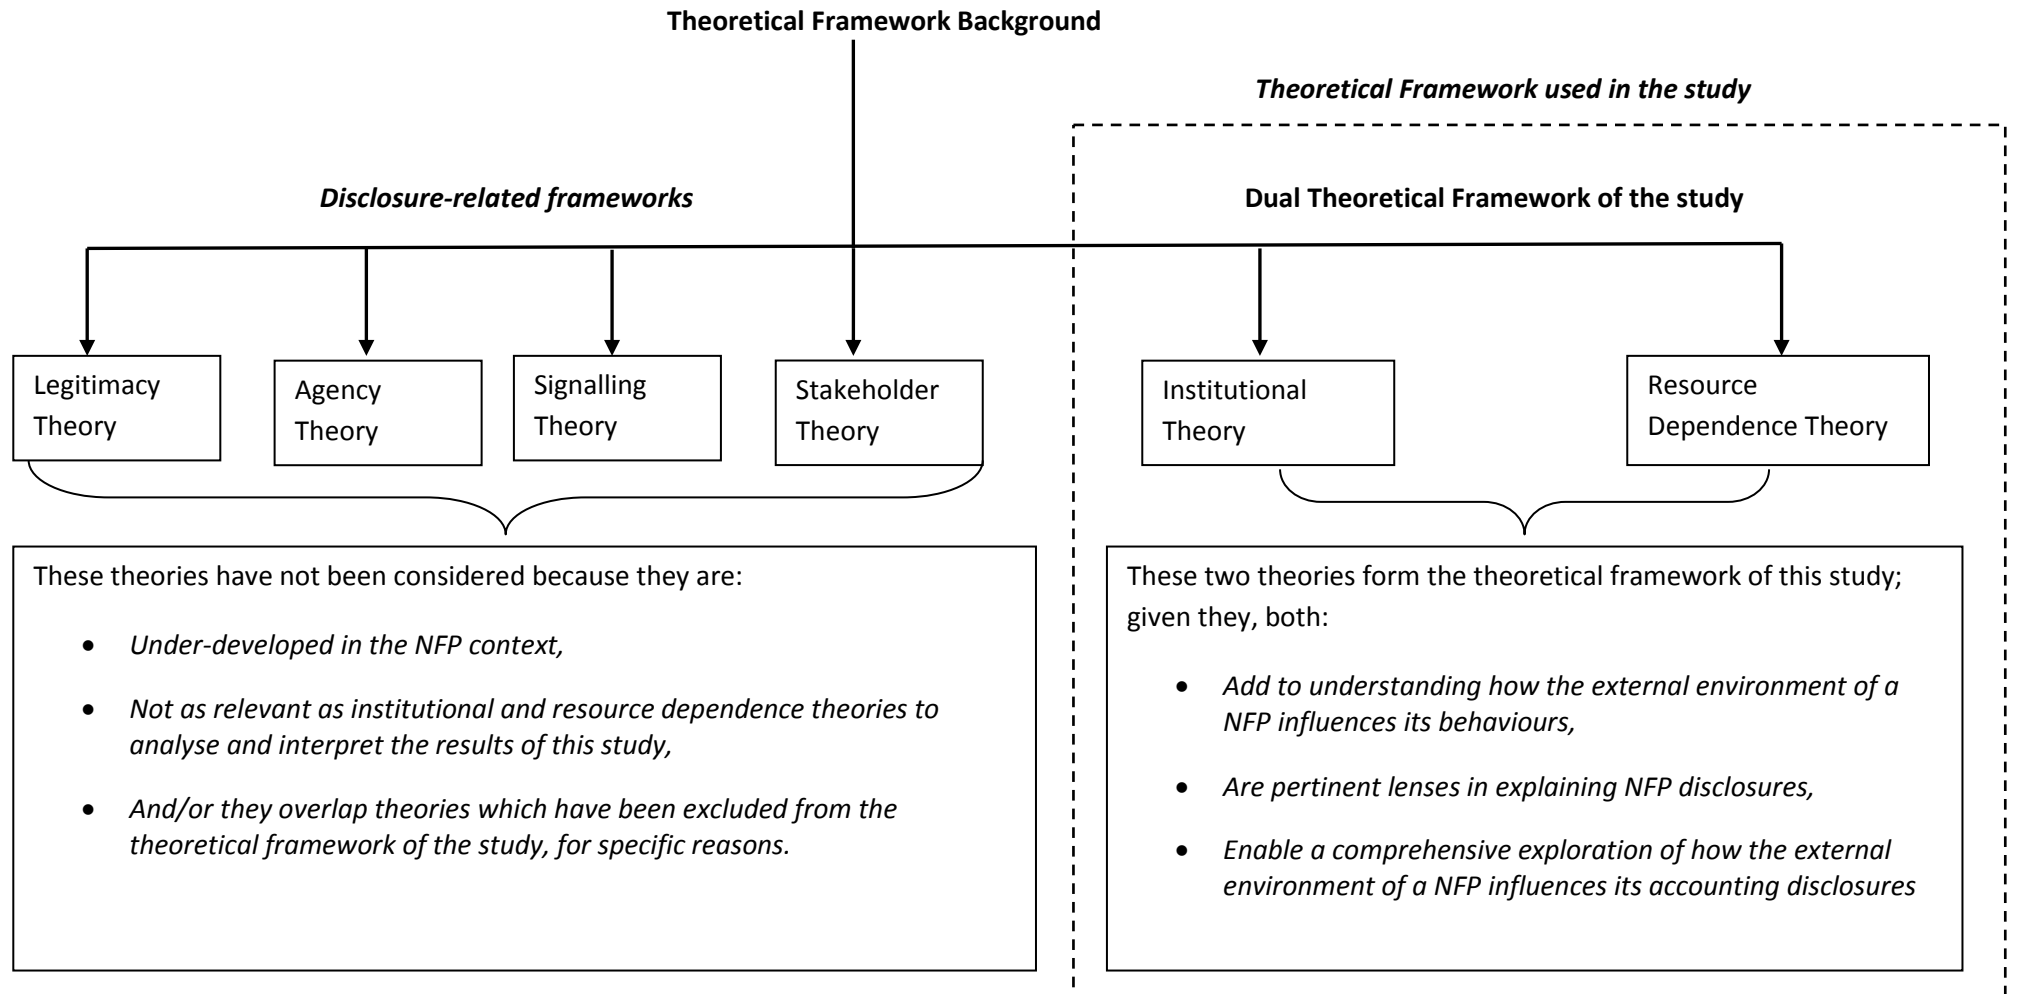 Theoretical Framework Background
Theoretical Framework used in the study
Disclosure-related frameworks
Dual Theoretical Framework of the study
Legitimacy
Theory
Agency
Theory
Signalling
Theory
Stakeholder
Theory
Institutional
Theory
Resource
Dependence Theory
These theories have not been considered because they are:
• Under-developed in the NFP context,
• Not as relevant as institutional and resource dependence theories to
analyse and interpret the results of this study,
• And/or they overlap theories which have been excluded from the
theoretical framework of the study, for specific reasons.
These two theories form the theoretical framework of this study;
given they, both:
• Add to understanding how the external environment of a
NFP influences its behaviours,
• Are pertinent lenses in explaining NFP disclosures,
• Enable a comprehensive exploration of how the external
environment of a NFP influences its accounting disclosures